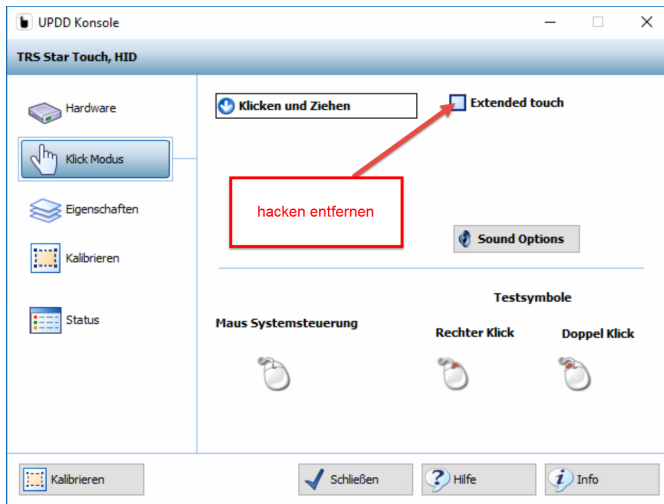 UPDD Konsole
TRS Star Touch, HID
Hardware
Klick Modus
Eigenschaften
Kalibrieren
Status
Klicken und Ziehen
Extended touch
hacken entfernen
Sound Options
Testsymbole
Maus Systemsteuerung
Rechter Klick
Doppel Klick
Kalibrieren
Schließen
Hilfe
Info